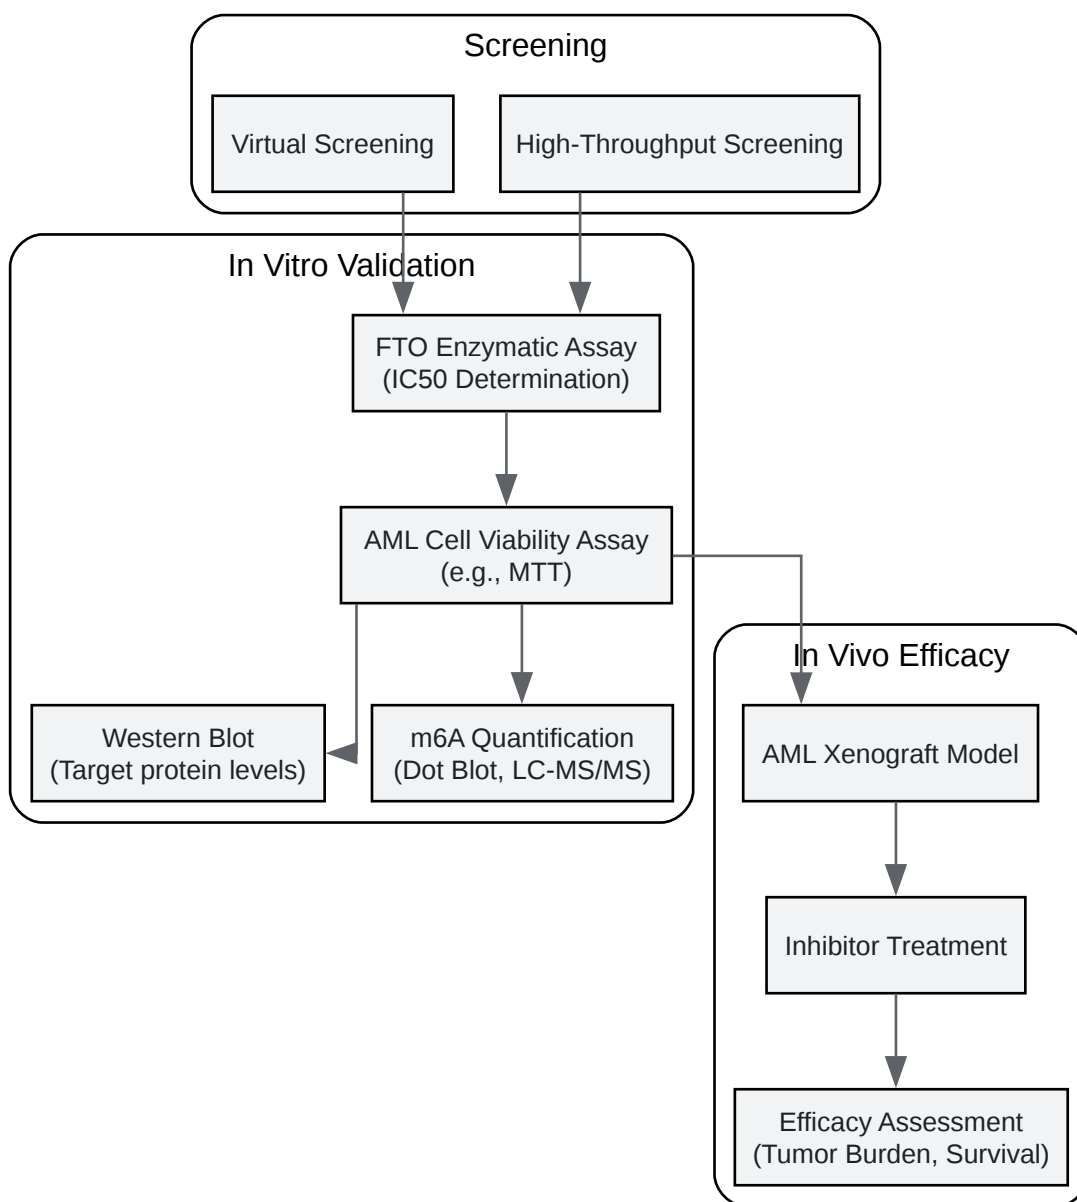 Screening
Virtual Screening
High-Throughput Screening
In Vitro Validation
FTO Enzymatic Assay
(IC50 Determination)
AML Cell Viability Assay
(e.g., MTT)
Western Blot
(Target protein levels)
m6A Quantification
(Dot Blot, LC-MS/MS)
In Vivo Efficacy
AML Xenograft Model
Inhibitor Treatment
Efficacy Assessment
(Tumor Burden, Survival)